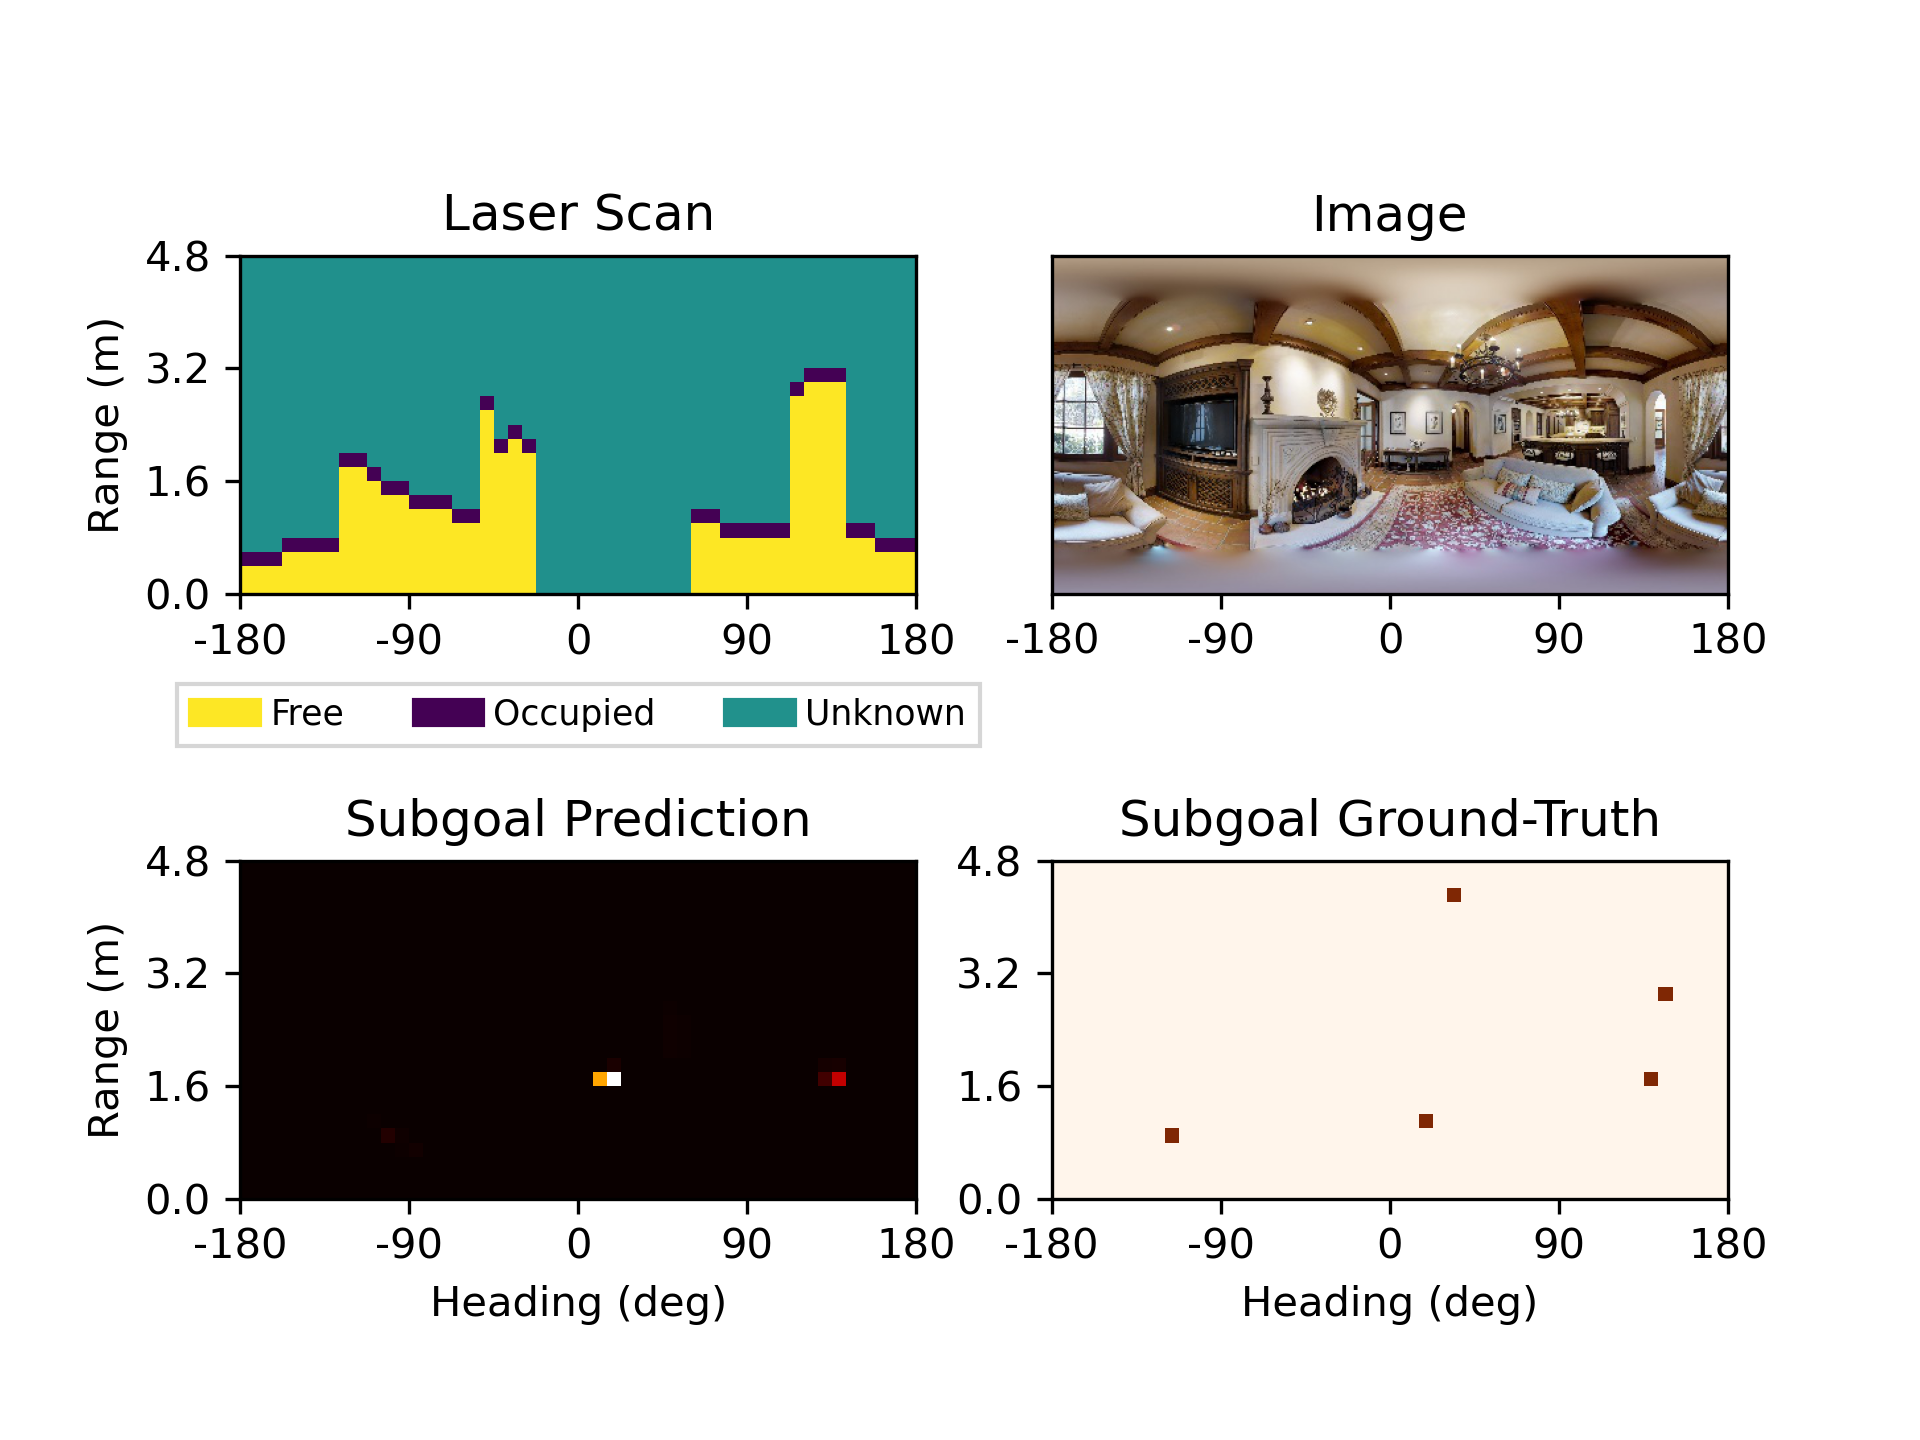 Laser Scan
Image
Range (m)
4.8
3.2
1.6
0.0
-180 -90 0 90 180
-180 -90 0 90 180
Free Occupied Unknown
Subgoal Prediction
Subgoal Ground-Truth
Range (m)
4.8
3.2
1.6
0.0
-180 -90 0 90 180
Heading (deg)
4.8
3.2
1.6
0.0
-180 -90 0 90 180
Heading (deg)